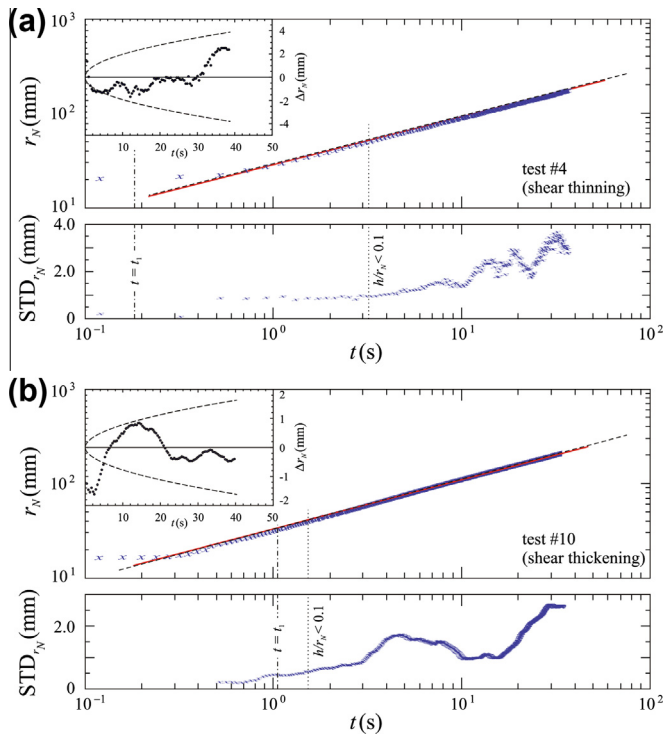 (a)
10³
10²
10¹
r_N (mm)
4
2
0
-2
-4
Δr_N (mm)
10 20 30 40 50
t(s)
test #4
(shear thinning)
4.0
2.0
0
STD_{r_N} (mm)
t = t₁
h/r_N < 0.1
10⁻¹ 10⁰ 10¹ 10²
t(s)
(b)
10³
10²
10¹
r_N (mm)
2
1
0
-1
-2
Δr_N (mm)
10 20 30 40 50
t(s)
test #10
(shear thickening)
2.0
0
STD_{r_N} (mm)
t = t₁
h/r_N < 0.1
10⁻¹ 10⁰ 10¹ 10²
t(s)